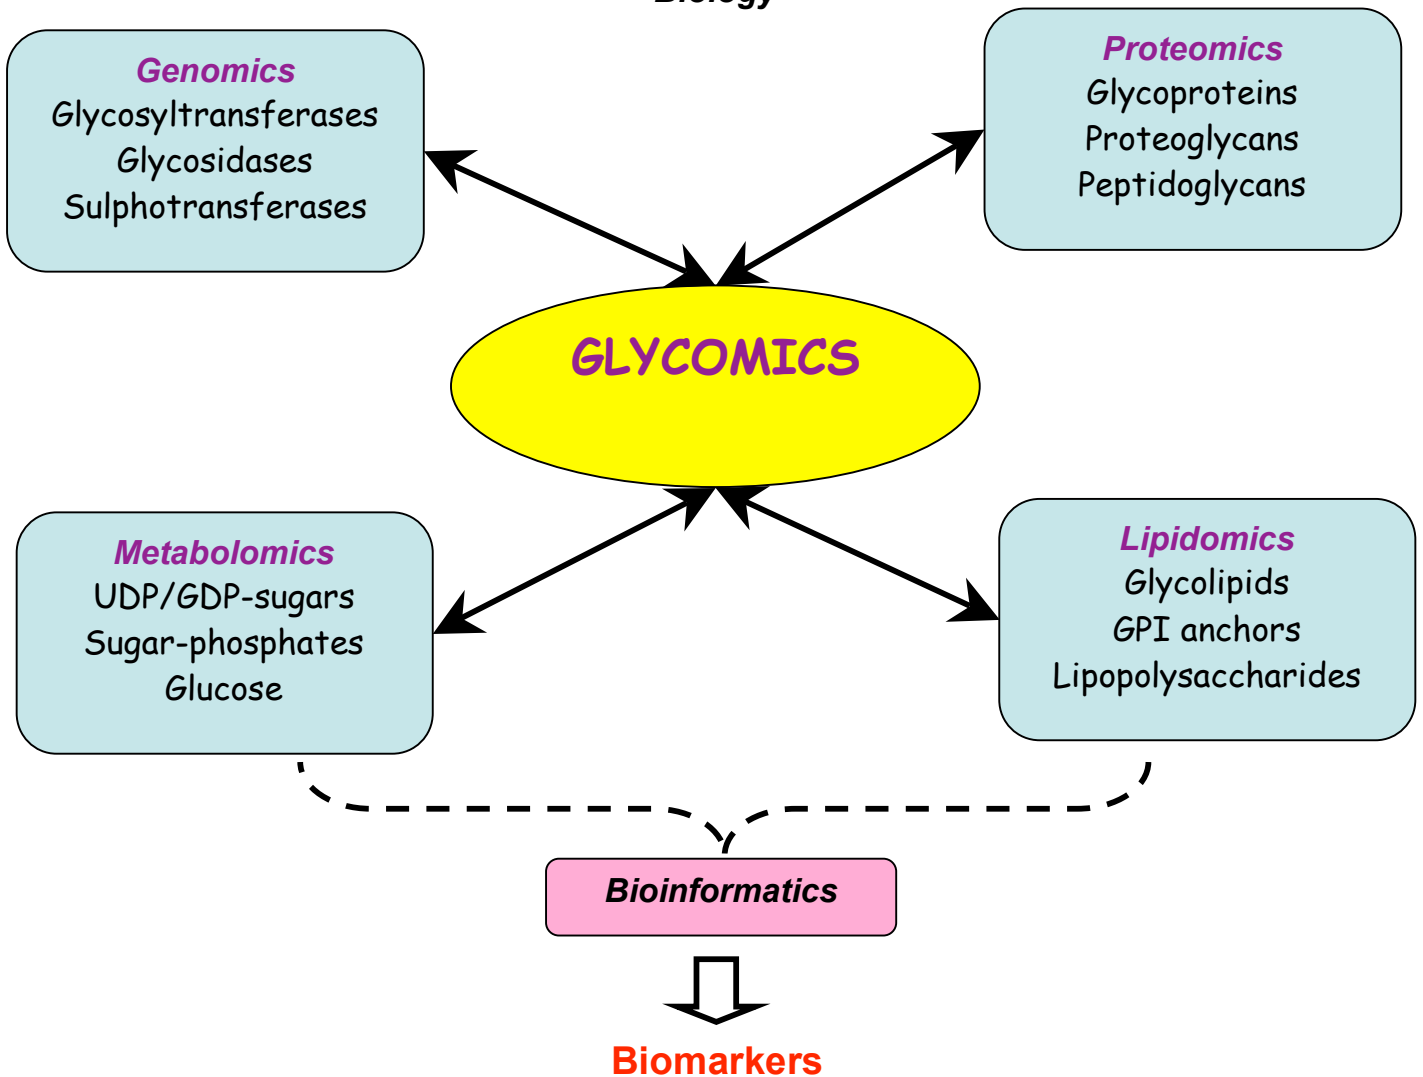 Biology
Genomics
Glycosyltransferases
Glycosidases
Sulphotransferases
Proteomics
Glycoproteins
Proteoglycans
Peptidoglycans
GLYCOMICS
Metabolomics
UDP/GDP-sugars
Sugar-phosphates
Glucose
Lipidomics
Glycolipids
GPI anchors
Lipopolysaccharides
Bioinformatics
Biomarkers